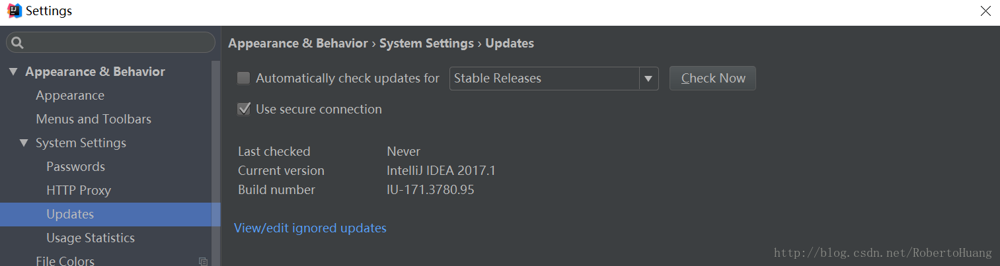 Settings
Appearance & Behavior › System Settings › Updates
Appearance & Behavior
Appearance
Menus and Toolbars
System Settings
Passwords
HTTP Proxy
Updates
Usage Statistics
File Colors
Automatically check updates for Stable Releases Check Now
Use secure connection
Last checked Never
Current version IntelliJ IDEA 2017.1
Build number IU-171.3780.95
View/edit ignored updates
http://blog.csdn.net/RobertoHuang